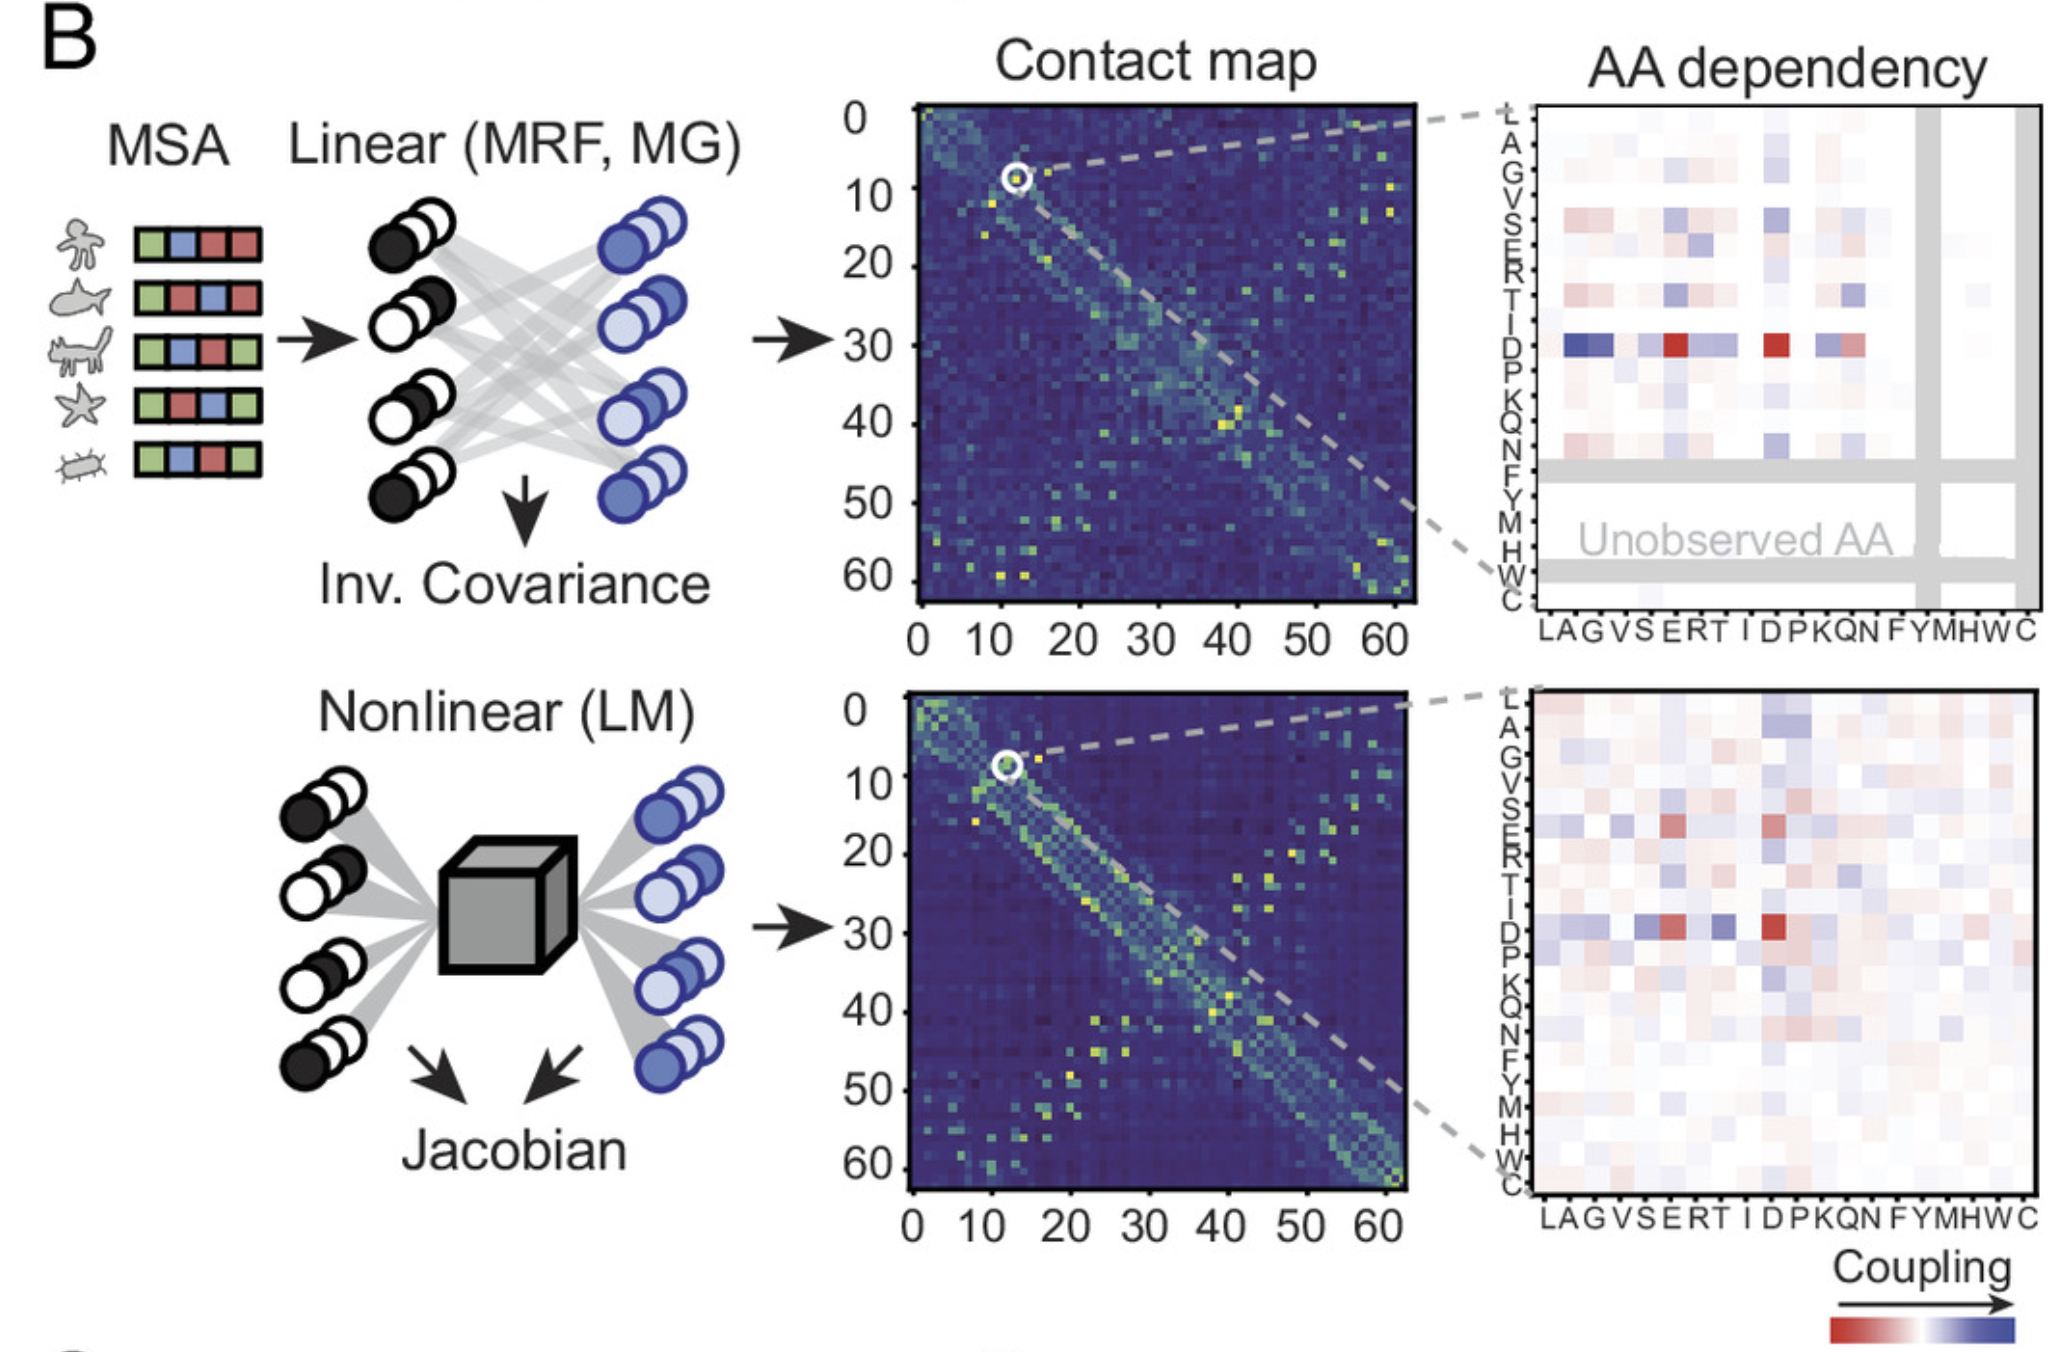 B
MSA
Linear (MRF, MG)
Inv. Covariance
Contact map
0
10
20
30
40
50
60
0 10 20 30 40 50 60
AA dependency
L
A
G
V
S
E
R
T
I
D
P
K
Q
N
F
Y
M
H
W
C
Unobserved AA
L A G V S E R T I D P K Q N F Y M H W C
Nonlinear (LM)
Jacobian
0
10
20
30
40
50
60
0 10 20 30 40 50 60
L
A
G
V
S
E
R
T
I
D
P
K
Q
N
F
Y
M
H
W
C
L A G V S E R T I D P K Q N F Y M H W C
Coupling